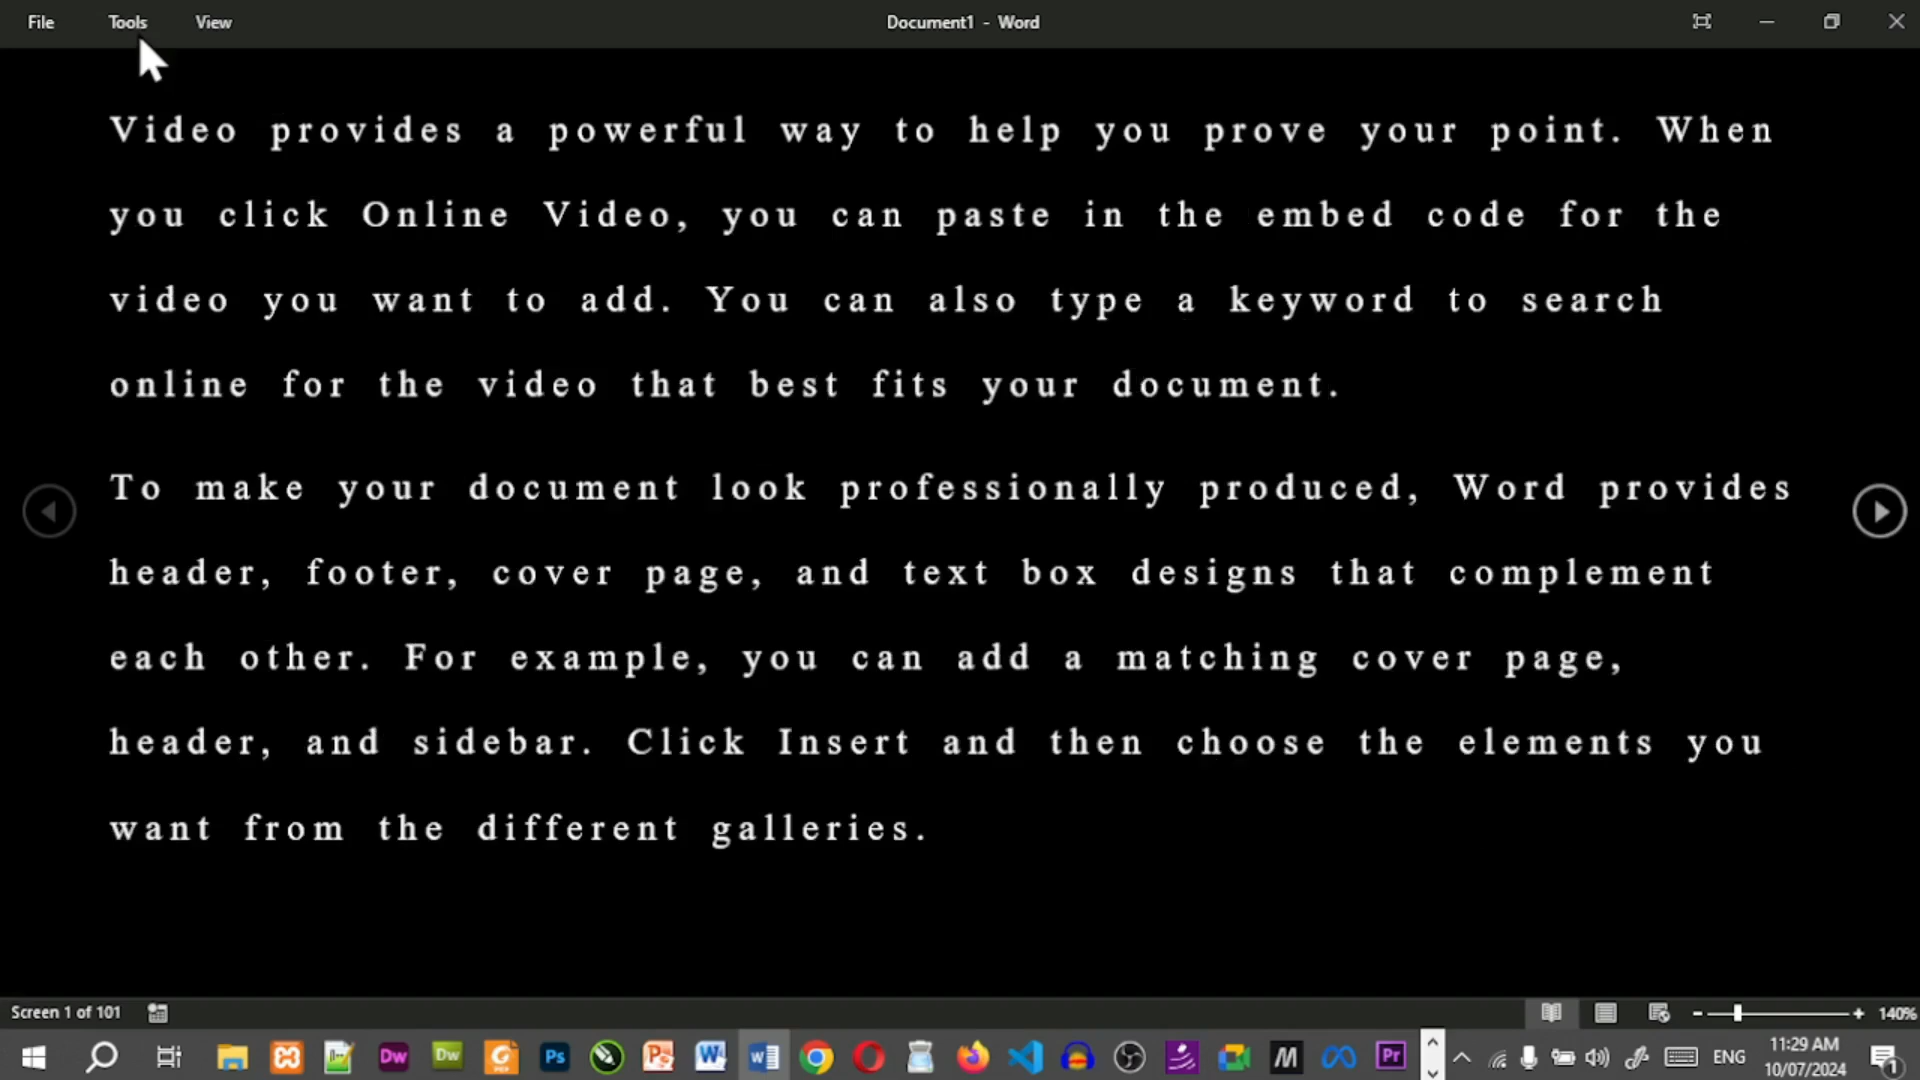 File Tools View Document1 - Word
Video provides a powerful way to help you prove your point. When
you click Online Video, you can paste in the embed code for the
video you want to add. You can also type a keyword to search
online for the video that best fits your document.
To make your document look professionally produced, Word provides
header, footer, cover page, and text box designs that complement
each other. For example, you can add a matching cover page,
header, and sidebar. Click Insert and then choose the elements you
want from the different galleries.
Screen 1 of 101 140%
Dw Dw Ps Pr ENG 11:29 AM
10/07/2024 1